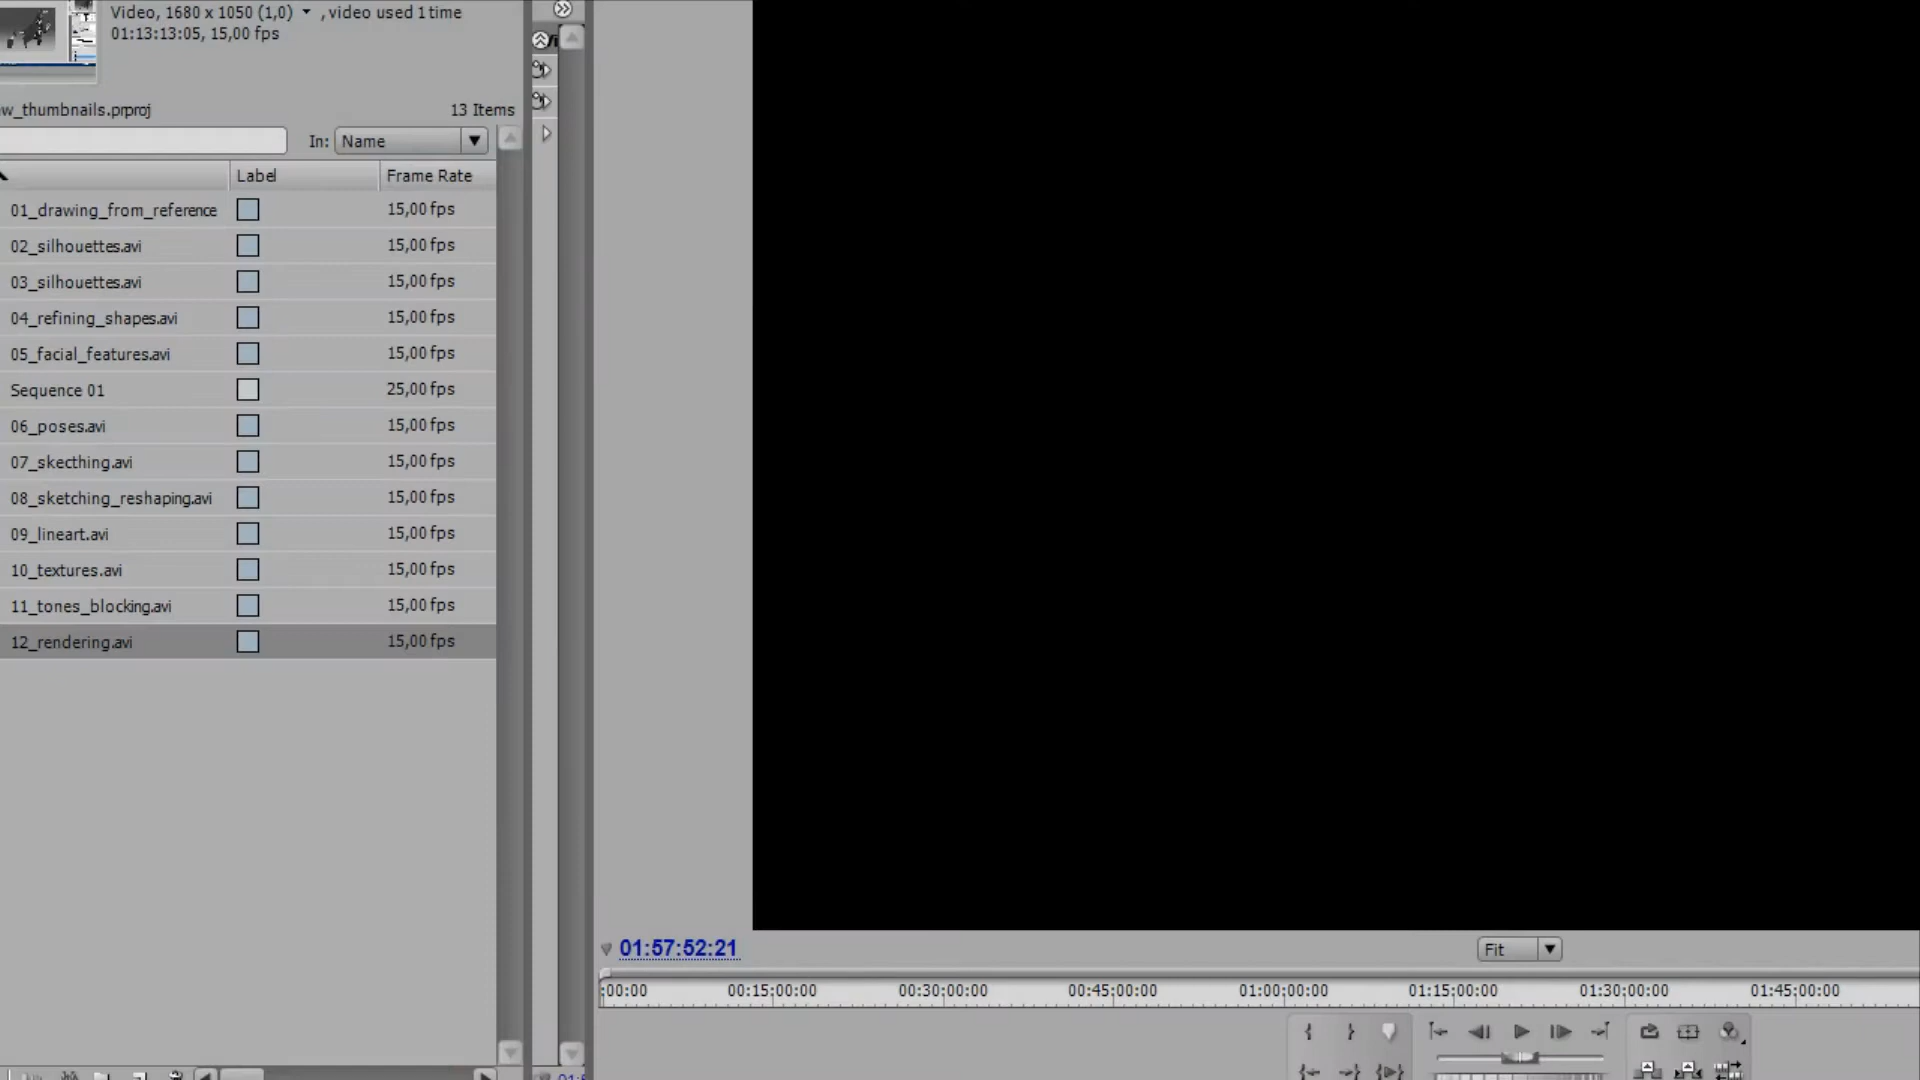 Video, 1680 x 1050 (1,0) , video used 1 time
01:13:13:05, 15,00 fps
w_thumbnails.prproj
13 Items
In: Name
Label Frame Rate
01_drawing_from_reference 15,00 fps
02_silhouettes.avi 15,00 fps
03_silhouettes.avi 15,00 fps
04_refining_shapes.avi 15,00 fps
05_facial_features.avi 15,00 fps
Sequence 01 25,00 fps
06_poses.avi 15,00 fps
07_skecthing.avi 15,00 fps
08_sketching_reshaping.avi 15,00 fps
09_lineart.avi 15,00 fps
10_textures.avi 15,00 fps
11_tones_blocking.avi 15,00 fps
12_rendering.avi 15,00 fps
01:57:52:21
Fit
;00:00 00:15:00:00 00:30:00:00 00:45:00:00 01:00:00:00 01:15:00:00 01:30:00:00 01:45:00:00